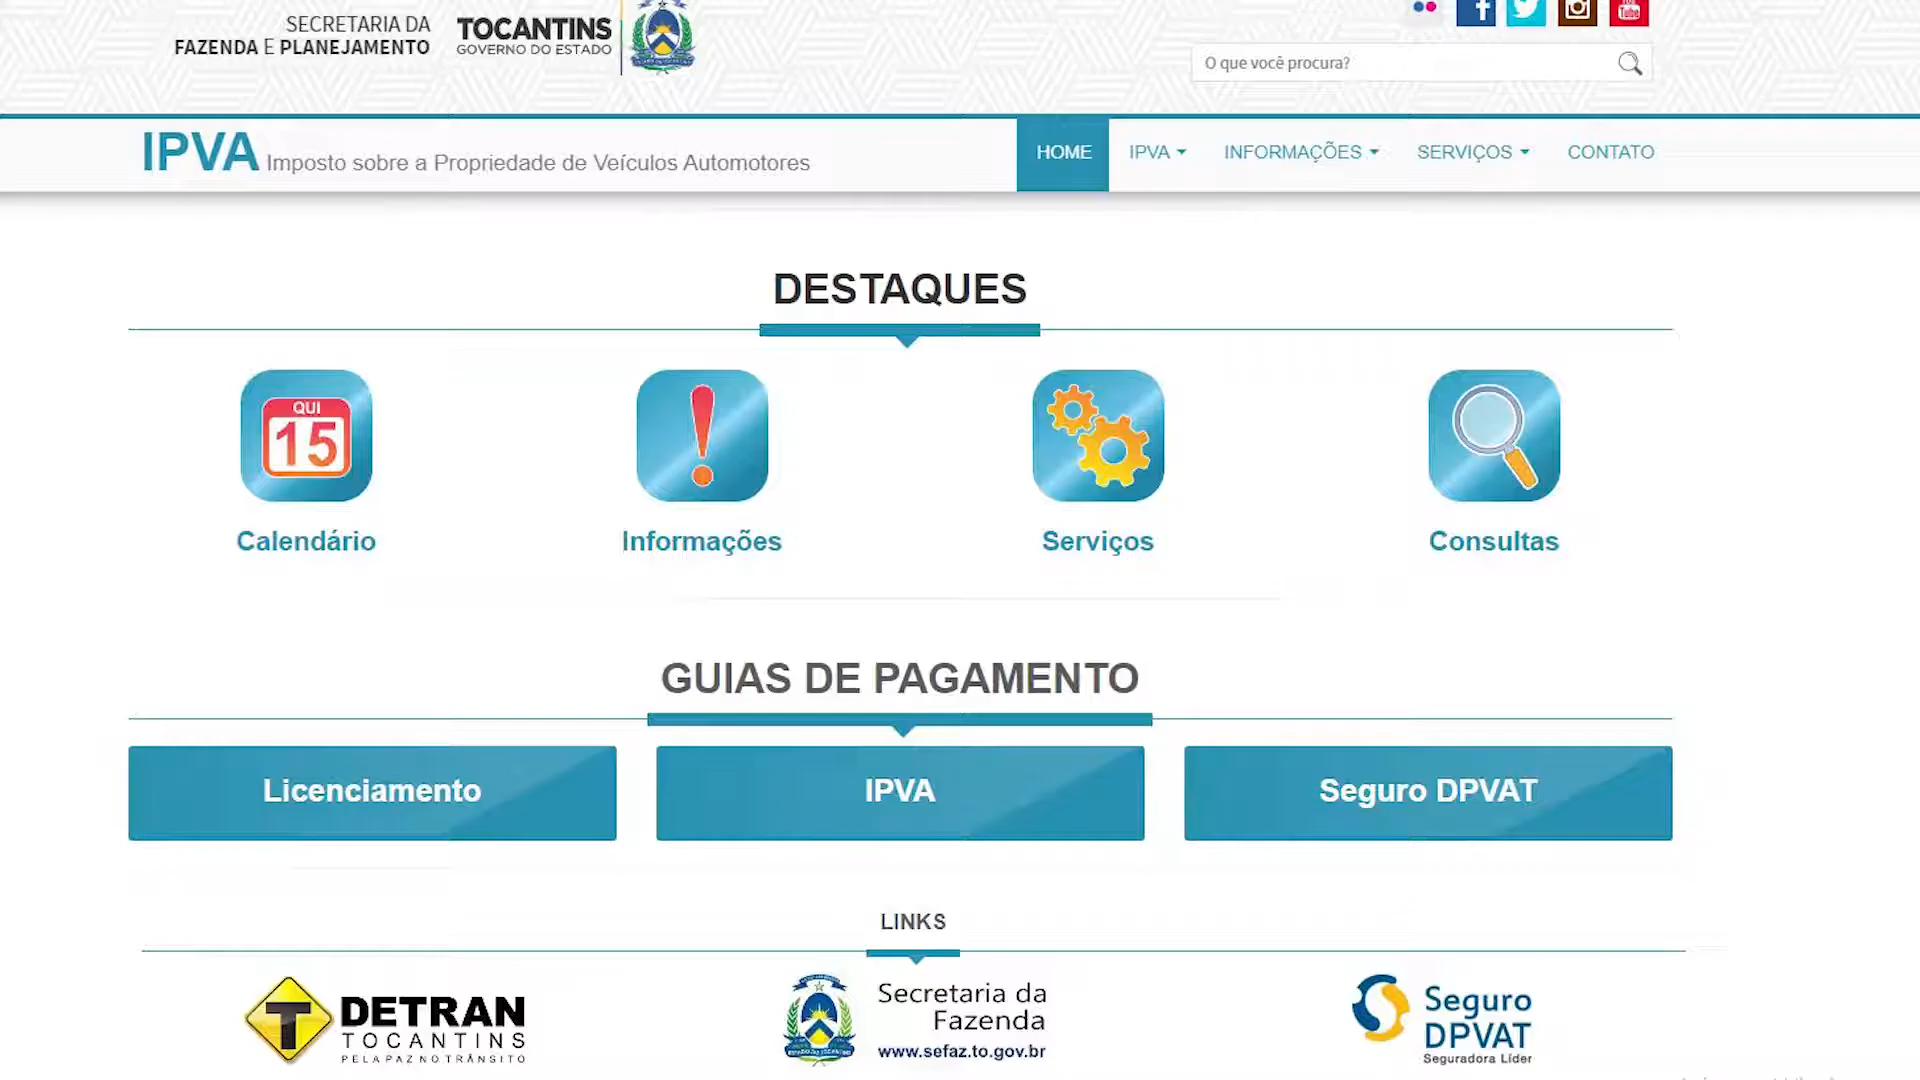 SECRETARIA DA
FAZENDA E PLANEJAMENTO
TOCANTINS
GOVERNO DO ESTADO
O que você procura?
IPVA Imposto sobre a Propriedade de Veículos Automotores
HOME
IPVA
INFORMAÇÕES
SERVIÇOS
CONTATO
DESTAQUES
QUI
15
Calendário
Informações
Serviços
Consultas
GUIAS DE PAGAMENTO
Licenciamento
IPVA
Seguro DPVAT
LINKS
DETRAN
TOCANTINS
PELA PAZ NO TRÂNSITO
Secretaria da
Fazenda
www.sefaz.to.gov.br
Seguro
DPVAT
Seguradora Líder